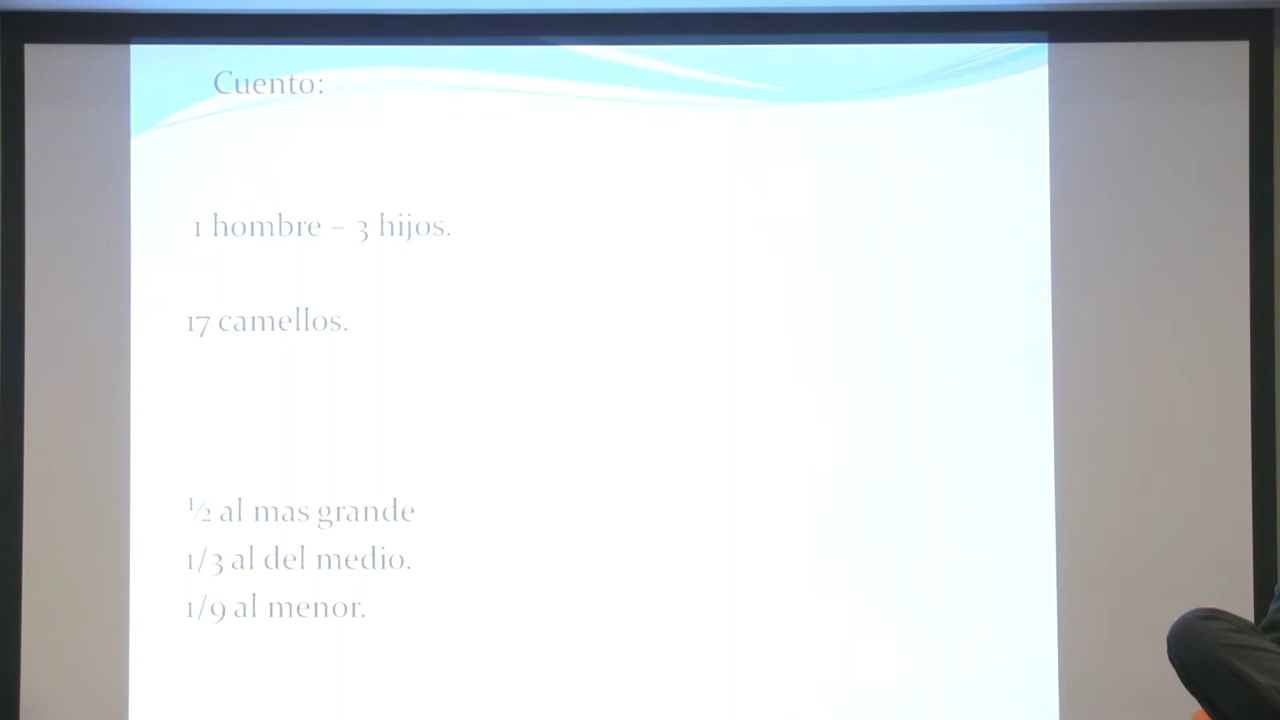 Cuento:
1 hombre – 3 hijos.
17 camellos.
½ al mas grande
1/3 al del medio.
1/9 al menor.